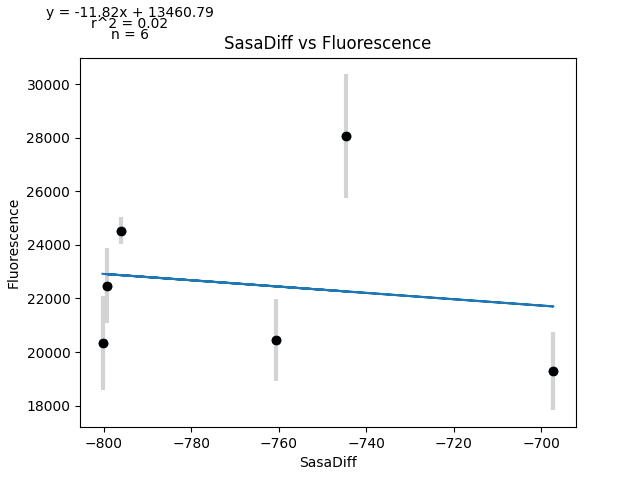 y = -11.82x + 13460.79
r^2 = 0.02
n = 6
SasaDiff vs Fluorescence
30000
28000
26000
24000
22000
20000
18000
Fluorescence
−800
−780
−760
−740
−720
−700
SasaDiff